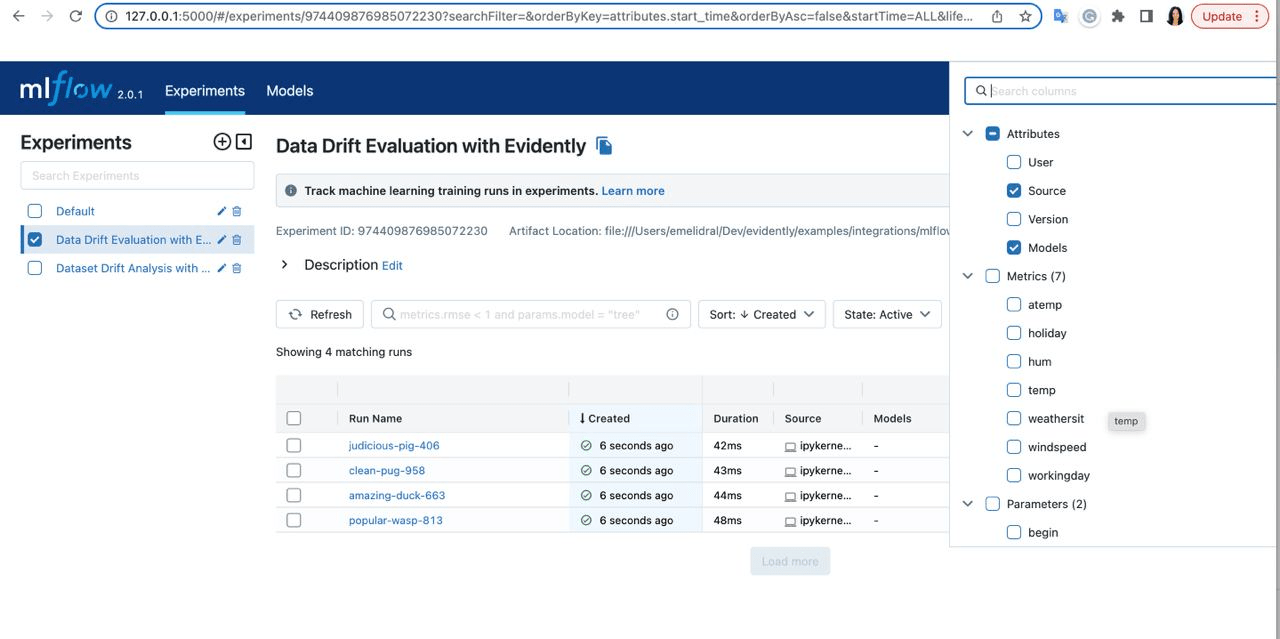 127.0.0.1:5000/#/experiments/974409876985072230?searchFilter=&orderByKey=attributes.start_time&orderByAsc=false&startTime=ALL&life...
Update
mlflow 2.0.1 Experiments Models
Search columns
Experiments
Search Experiments
Default
Data Drift Evaluation with E...
Dataset Drift Analysis with ...
Data Drift Evaluation with Evidently
Track machine learning training runs in experiments. Learn more
Experiment ID: 974409876985072230 Artifact Location: file:///Users/emelidral/Dev/evidently/examples/integrations/mlflov
Description Edit
Refresh metrics.rmse < 1 and params.model = "tree" Sort: ↓ Created State: Active
Showing 4 matching runs
Run Name ↓ Created Duration Source Models
judicious-pig-406 6 seconds ago 42ms ipykerne... -
clean-pug-958 6 seconds ago 43ms ipykerne... -
amazing-duck-663 6 seconds ago 44ms ipykerne... -
popular-wasp-813 6 seconds ago 48ms ipykerne... -
Load more
Attributes
User
Source
Version
Models
Metrics (7)
atemp
holiday
hum
temp
weathersit
temp
windspeed
workingday
Parameters (2)
begin